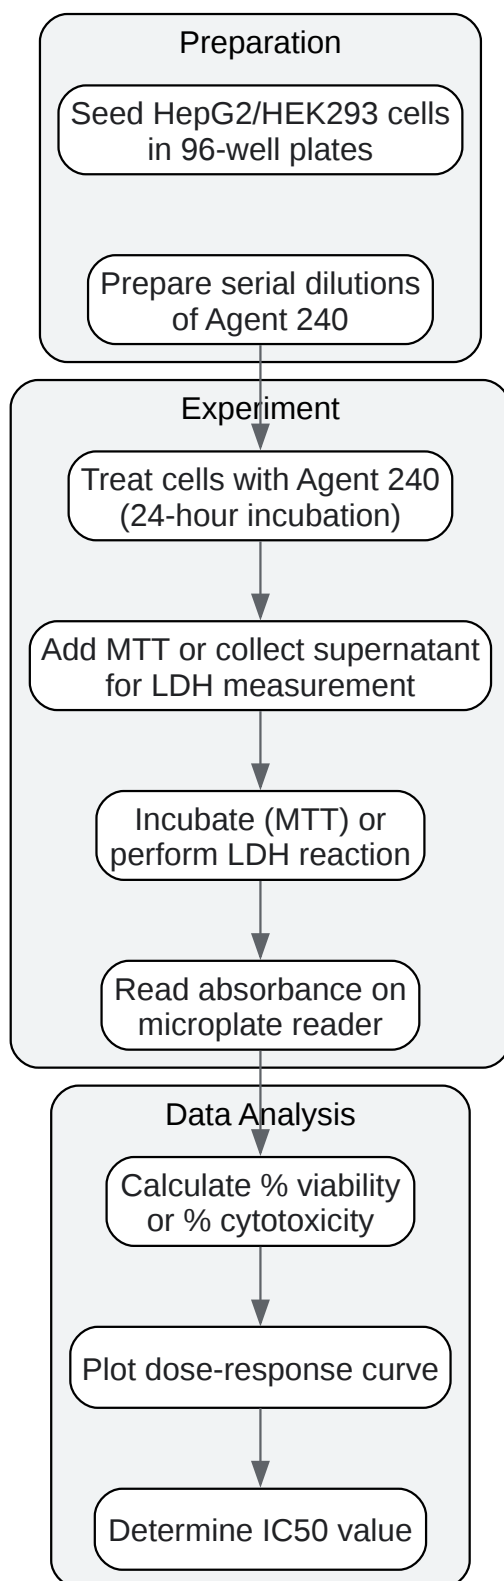 Preparation
Seed HepG2/HEK293 cells
in 96-well plates
Prepare serial dilutions
of Agent 240
Experiment
Treat cells with Agent 240
(24-hour incubation)
Add MTT or collect supernatant
for LDH measurement
Incubate (MTT) or
perform LDH reaction
Read absorbance on
microplate reader
Data Analysis
Calculate % viability
or % cytotoxicity
Plot dose-response curve
Determine IC50 value